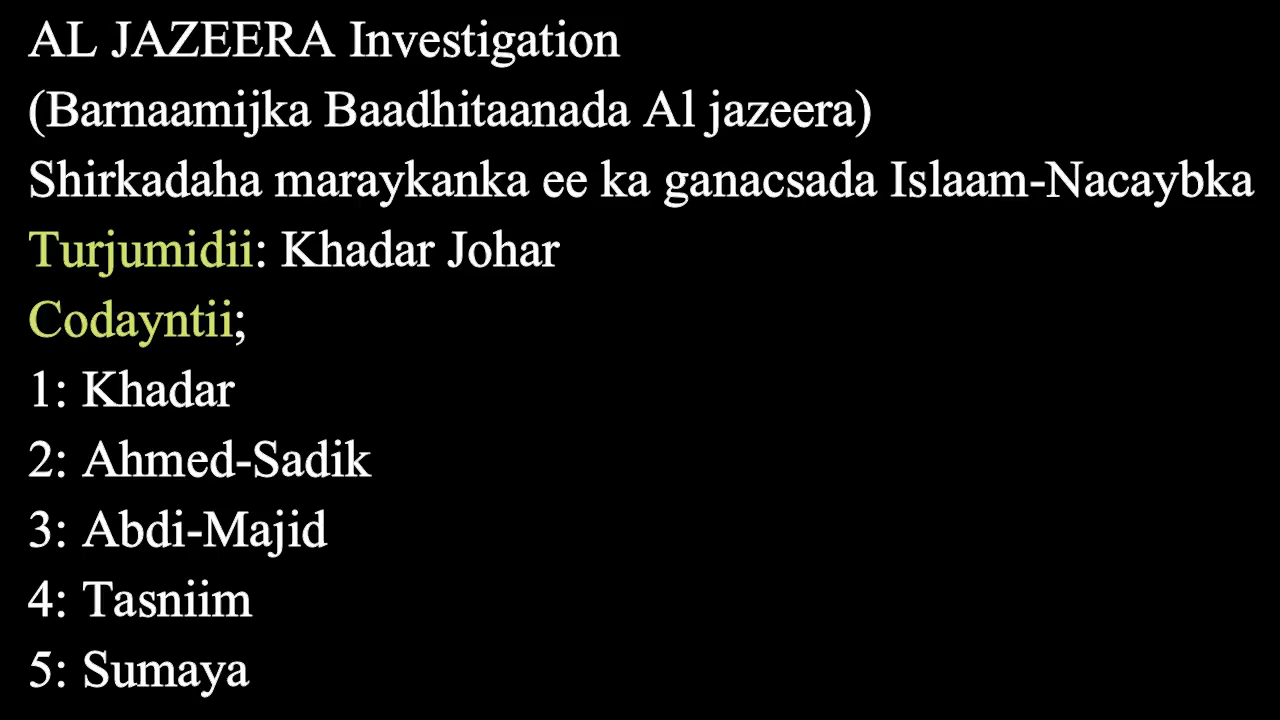 AL JAZEERA Investigation
(Barnaamijka Baadhitaanada Al jazeera)
Shirkadaha maraykanka ee ka ganacsada Islaam-Nacaybka
Turjumidii: Khadar Johar
Codayntii;
1: Khadar
2: Ahmed-Sadik
3: Abdi-Majid
4: Tasniim
5: Sumaya